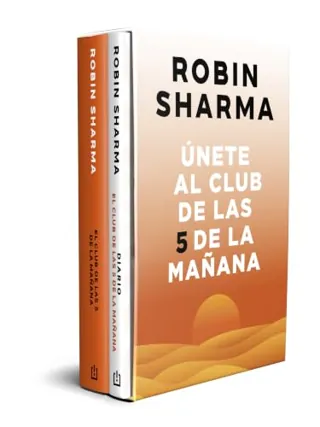 ROBIN SHARMA
EL CLUB DE LAS 5
DE LA MAÑANA
ROBIN SHARMA
DIARIO
EL CLUB DE LAS 5 DE LA MAÑANA
ROBIN
SHARMA
ÚNETE
AL CLUB
DE LAS
5 DE LA
MAÑANA